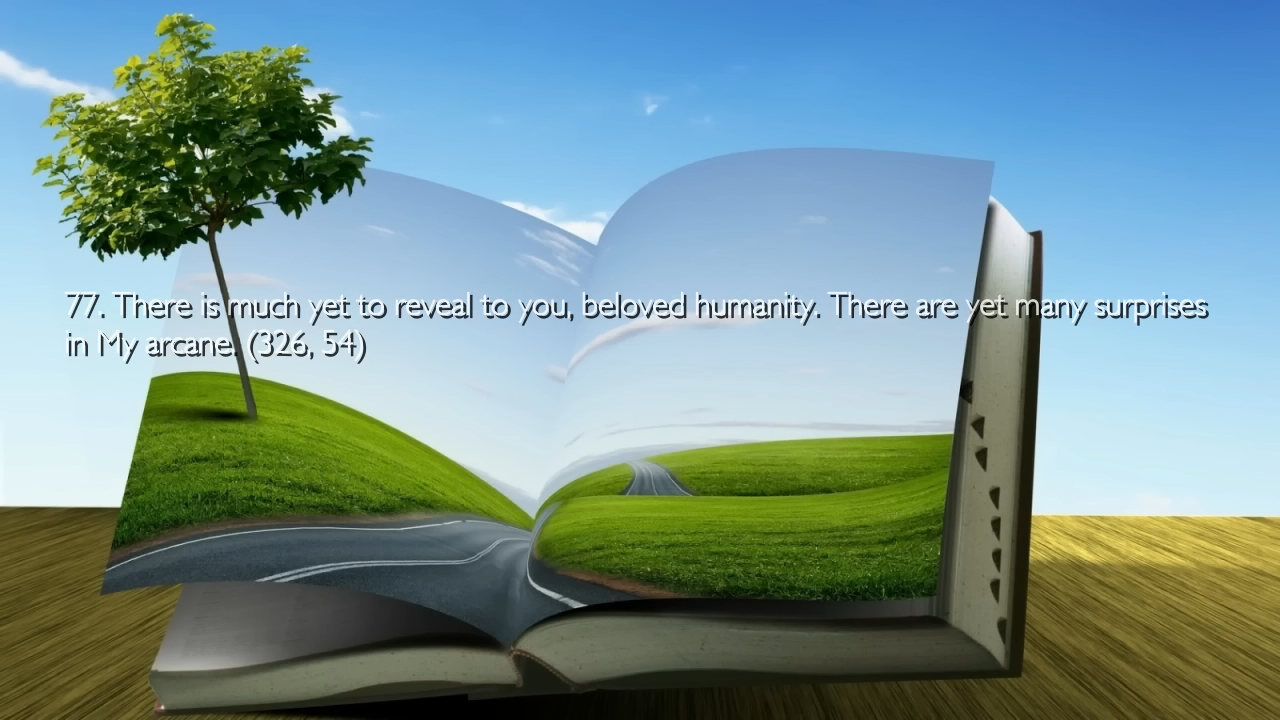 77. There is much yet to reveal to you, beloved humanity. There are yet many surprises
in My arcane. (326, 54)